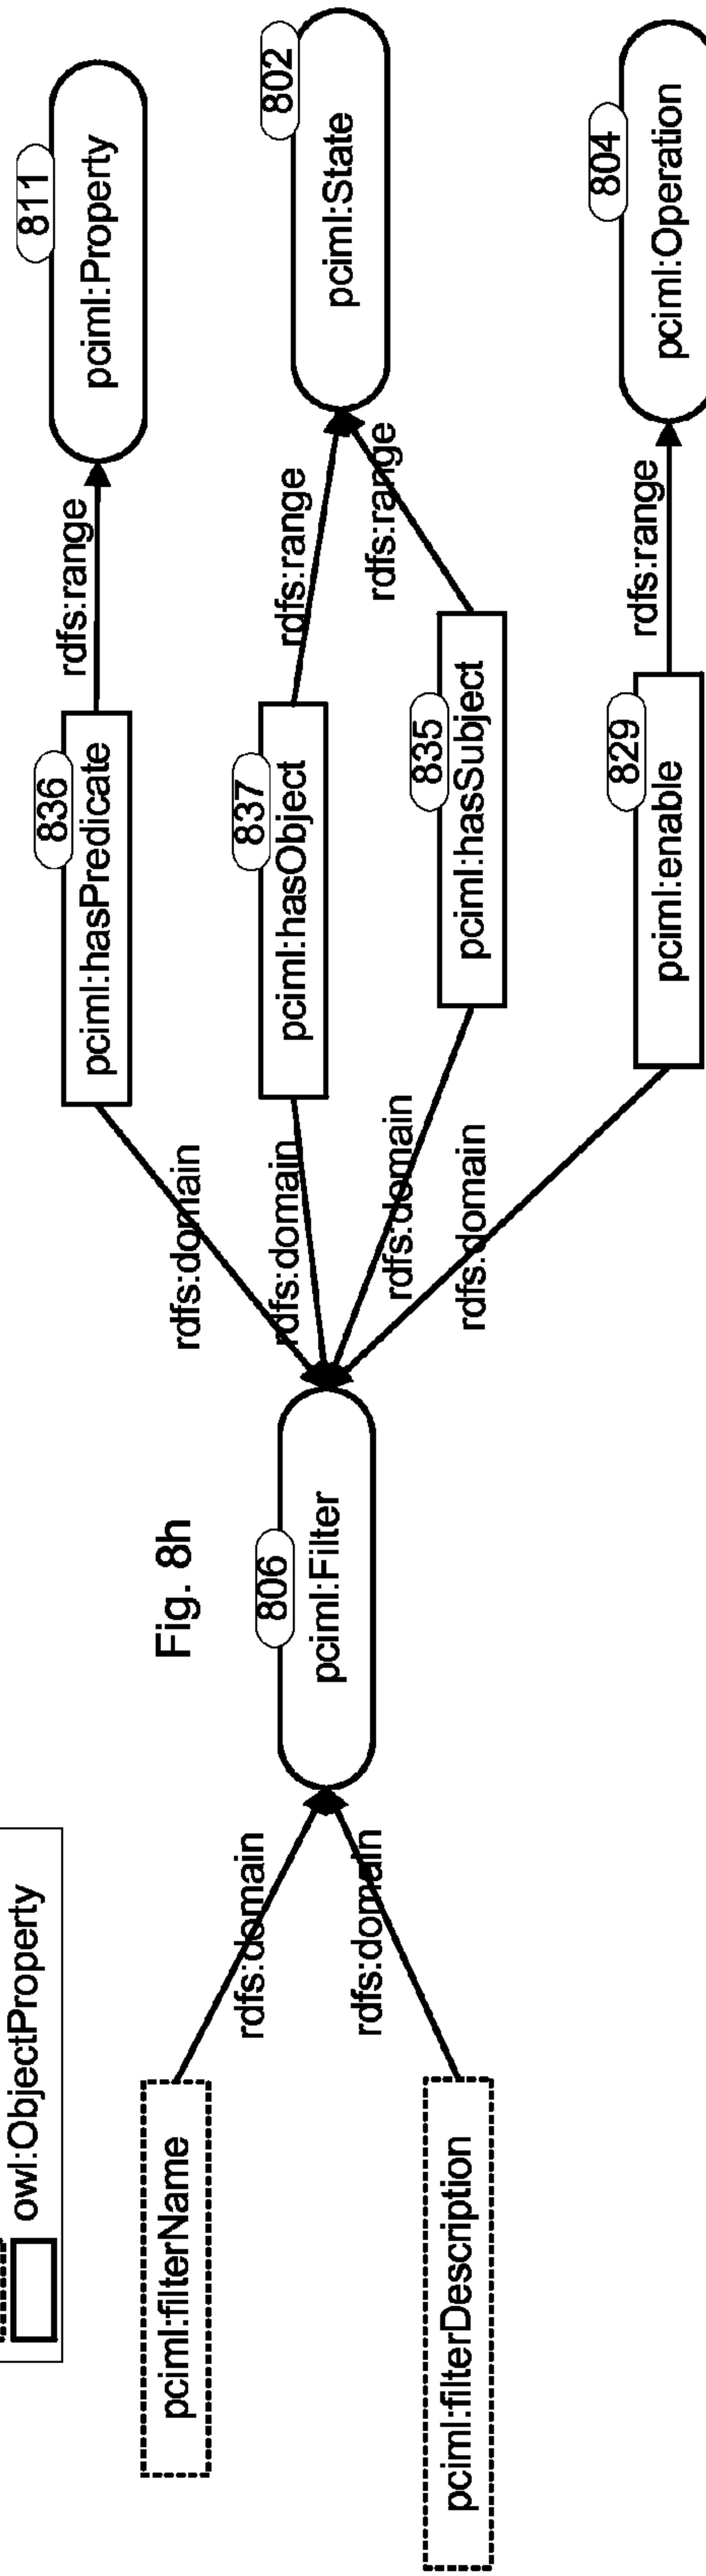 owl:ObjectProperty
Fig. 8h
pciml:filterName
rdfs:domain
pciml:filterDescription
rdfs:domain
806
pciml:Filter
rdfs:domain
836
pciml:hasPredicate
rdfs:range
811
pciml:Property
rdfs:domain
837
pciml:hasObject
rdfs:range
802
pciml:State
rdfs:domain
835
pciml:hasSubject
rdfs:range
rdfs:domain
829
pciml:enable
rdfs:range
804
pciml:Operation